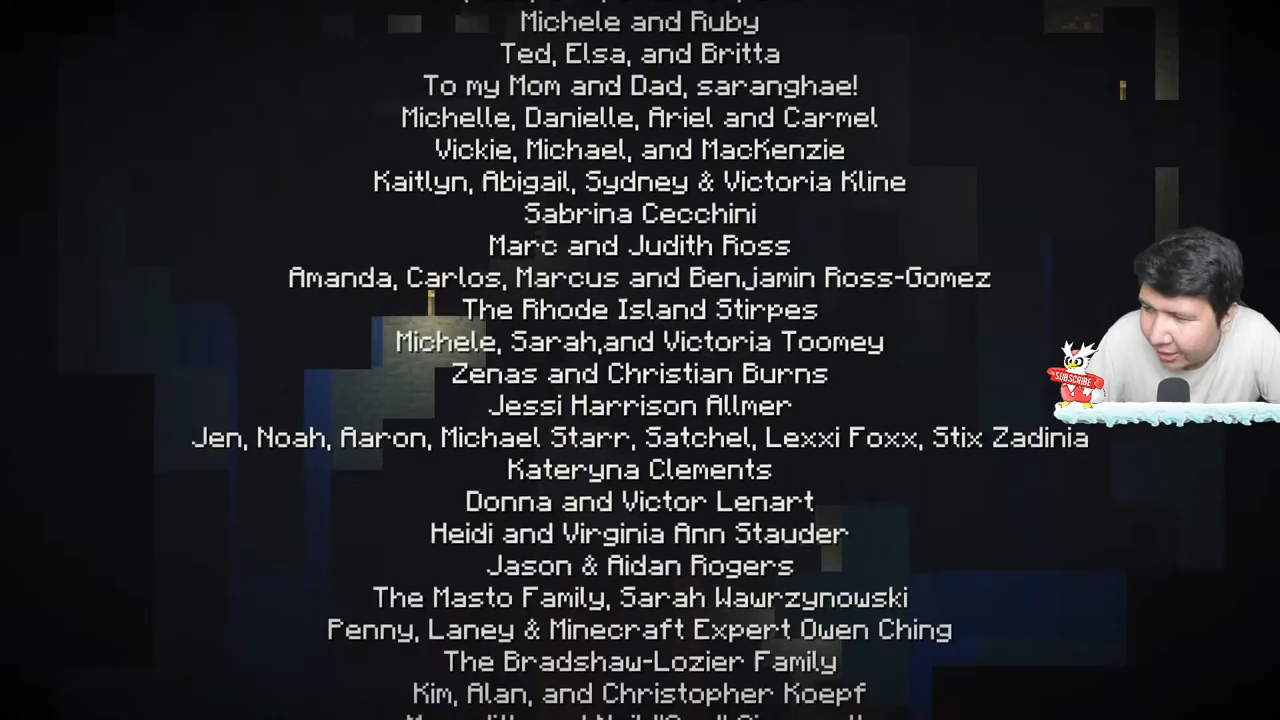 Michele and Ruby
Ted, Elsa, and Britta
To my Mom and Dad, saranghae!
Michelle, Danielle, Ariel and Carmel
Vickie, Michael, and MacKenzie
Kaitlyn, Abigail, Sydney & Victoria Kline
Sabrina Cecchini
Marc and Judith Ross
Amanda, Carlos, Marcus and Benjamin Ross-Gomez
The Rhode Island Stirpes
Michele, Sarah,and Victoria Toomey
Zenas and Christian Burns
SUBSCRIBE
Jessi Harrison Allmer
Jen, Noah, Aaron, Michael Starr, Satchel, Lexxi Foxx, Stix Zadinia
Kateryna Clements
Donna and Victor Lenart
Heidi and Virginia Ann Stauder
Jason & Aidan Rogers
The Masto Family, Sarah Wawrzynowski
Penny, Laney & Minecraft Expert Owen Ching
The Bradshaw-Lozier Family
Kim, Alan, and Christopher Koepf